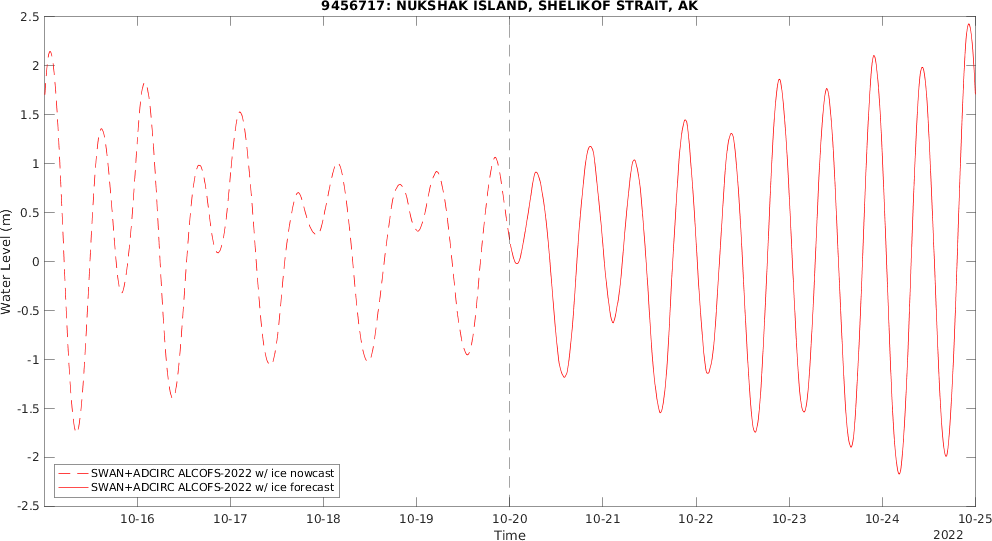 9456717: NUKSHAK ISLAND, SHELIKOF STRAIT, AK
Water Level (m)
2.5
2
1.5
1
0.5
0
-0.5
-1
-1.5
-2
-2.5
SWAN+ADCIRC ALCOFS-2022 w/ ice nowcast
SWAN+ADCIRC ALCOFS-2022 w/ ice forecast
10-16 10-17 10-18 10-19 10-20 10-21 10-22 10-23 10-24 10-25
Time
2022